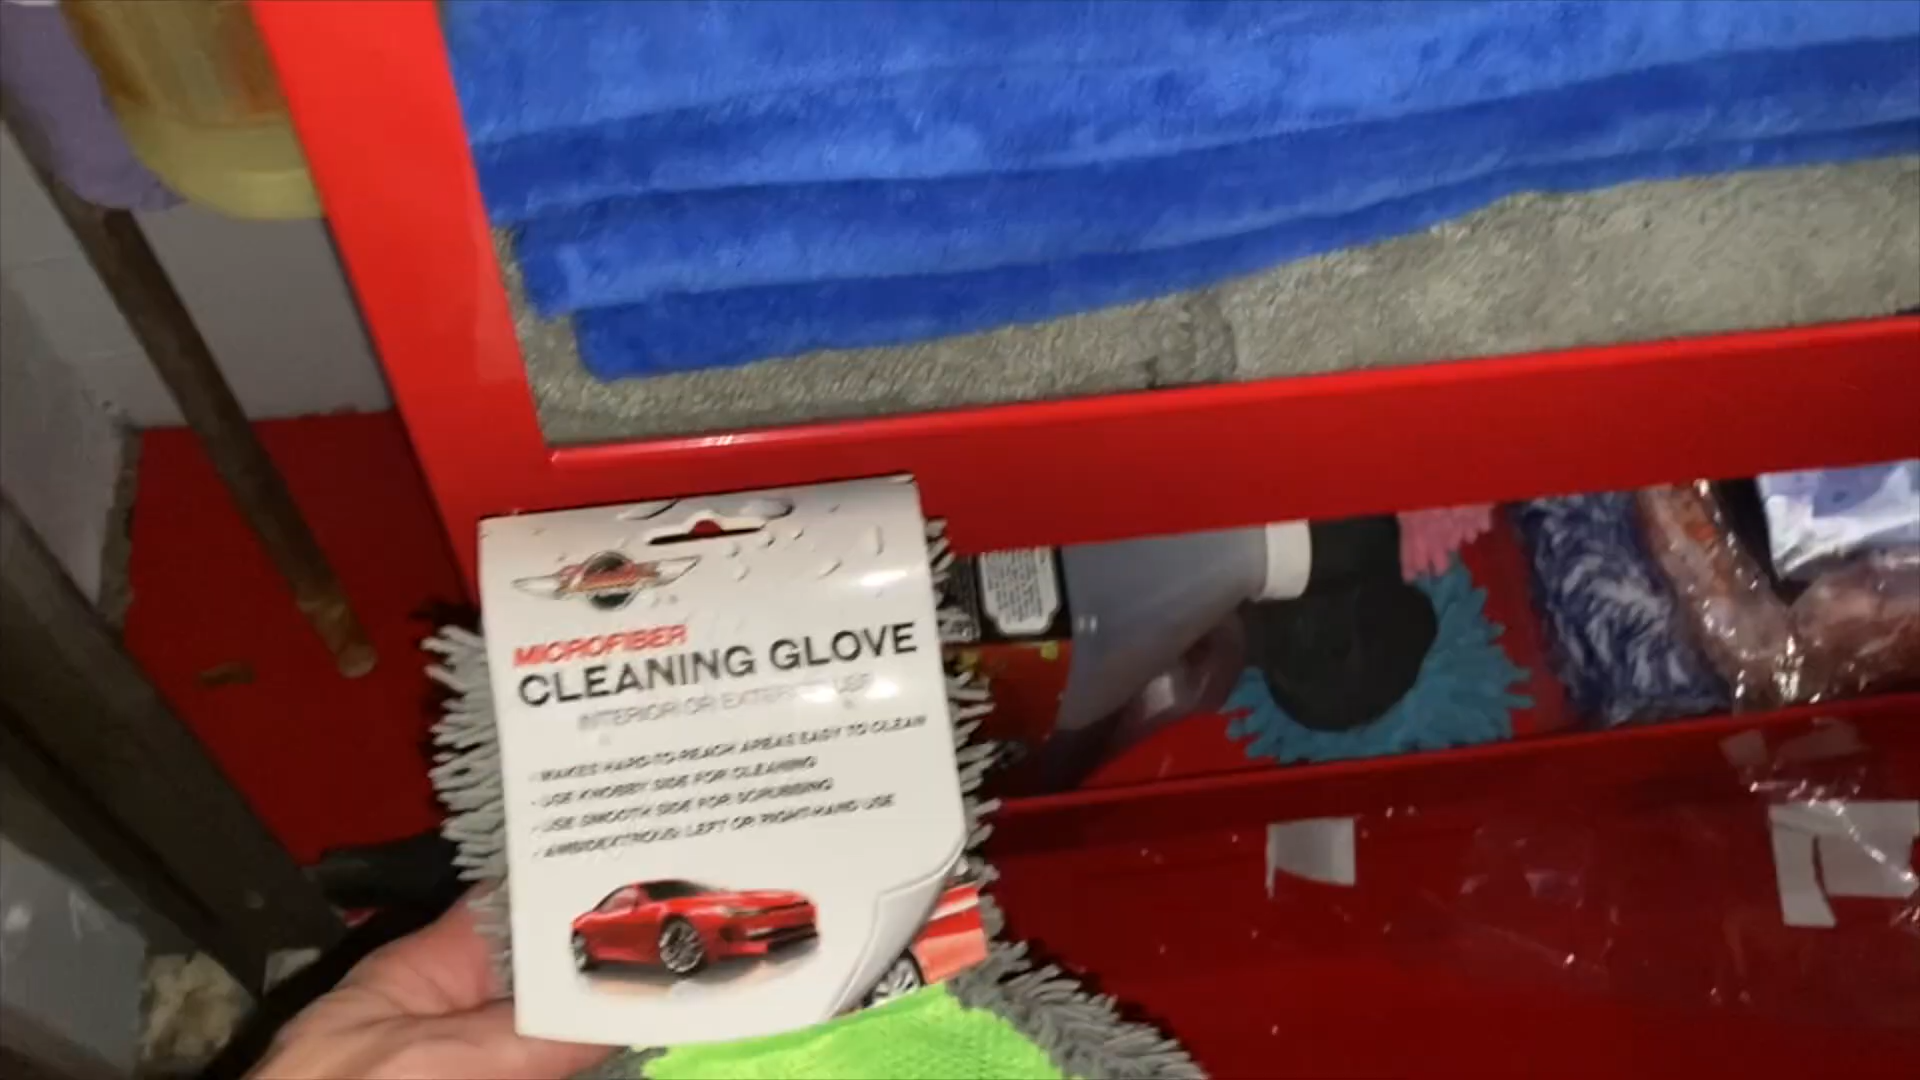 MICROFIBER
CLEANING GLOVE
INTERIOR OR EXTERIOR USE
- MAKES HARD-TO-REACH AREAS EASY TO CLEAN
- USE KNOBBY SIDE FOR CLEANING
- USE SMOOTH SIDE FOR SCRUBBING
- AMBIDEXTROUS: LEFT OR RIGHT-HAND USE